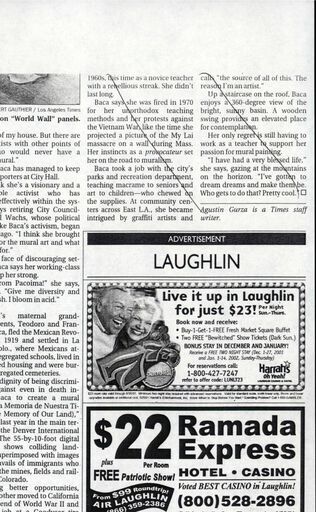 ERT GAUTHIER / Los Angeles Times
on "World Wall" panels.
of my house. But there are
ists with other points of
go would never have a
ural."
aca has managed to keep
porters at City Hall.
k she's a visionary and a
ole activist who has
ffectively within the sys-
ys retiring City Council-
l Wachs, whose political
ke Baca's activism, began
ago. "I think she brought
or the mural art and what
for."
face of discouraging set-
aca says her working-class
p her strong.
rom Pacoima!" she says,
. "Give me diversity and
sh. I bloom in acid."
's maternal grand-
ents, Teodoro and Fran-
ca, fled the Mexican Revo-
1919 and settled in La
olo., where Mexicans at-
egregated schools, lived in
ed housing and were bur-
regated cemeteries.
dignity of being discrimi-
ainst even in death in-
aca to create a mural
a Memoria de Nuestra Ti-
e Memory of Our Land),"
last year in the main ter-
the Denver International
The 55-by-10-foot digital
shows colliding land-
uperimposed with images
avails of immigrants who
the mines, fields and rail-
Colorado.
g better opportunities,
other moved to California
end of World War II and
1960s, this time as a novice teacher
with a rebellious streak. She didn't
last long.
Baca says she was fired in 1970
for her unorthodox teaching
methods and her protests against
the Vietnam War, like the time she
projected a picture of the My Lai
massacre on a wall during Mass.
Her instincts as a provocateur set
her on the road to muralism.
Baca took a job with the city's
parks and recreation department,
teaching macrame to seniors and
art to children—who chewed up
the supplies. At community cen-
ters across East L.A., she became
intrigued by graffiti artists and
calls "the source of all of this. The
reason I'm an artist."
Up a staircase on the roof, Baca
enjoys a 360-degree view of the
bright, sunny basin. A wooden
swing provides an elevated place
for contemplation.
Her only regret is still having to
work as a teacher to support her
passion for mural painting.
"I have had a very blessed life,"
she says, gazing at the mountains
on the horizon. "I've gotten to
dream dreams and make them be.
Who gets to do that? Pretty cool."
Agustin Gurza is a Times staff
writer.
ADVERTISEMENT
LAUGHLIN
Live it up in Laughlin
for just $23! Per Night Sun.-Thurs.
Book now and receive:
• Buy-1-Get-1-FREE Fresh Market Square Buffet
• Two FREE "Bewitched" Show Tickets (Dark Sun.)
BONUS STAY IN DECEMBER AND JANUARY!
Receive a FREE TWO NIGHT STAY (Dec. 1-27, 2001
and Jan. 3-14, 2002, Sunday-Thursday).
For reservations call:
1-800-427-7247
refer to offer code: LUNLT23
Harrah's
oh Yeah!
$22
plus
Per Room
FREE Patriotic Show!
From $99 Roundtrip!
AIR LAUGHLIN
(866) 359-2386
Ramada
Express
HOTEL • CASINO
Voted BEST CASINO in Laughlin!
(800)528-2896